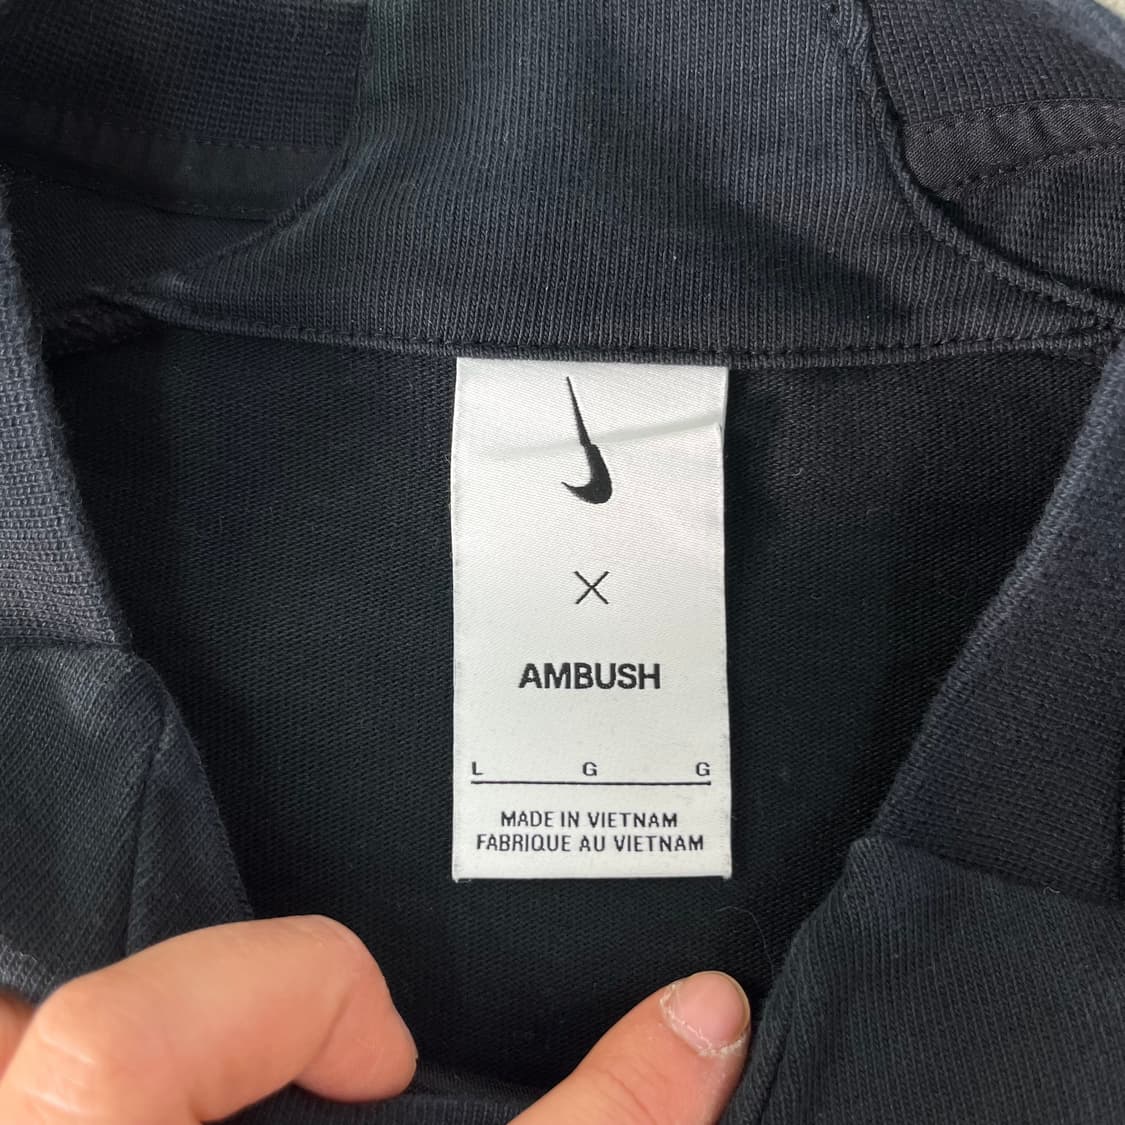 ×
AMBUSH
L G G
MADE IN VIETNAM
FABRIQUE AU VIETNAM